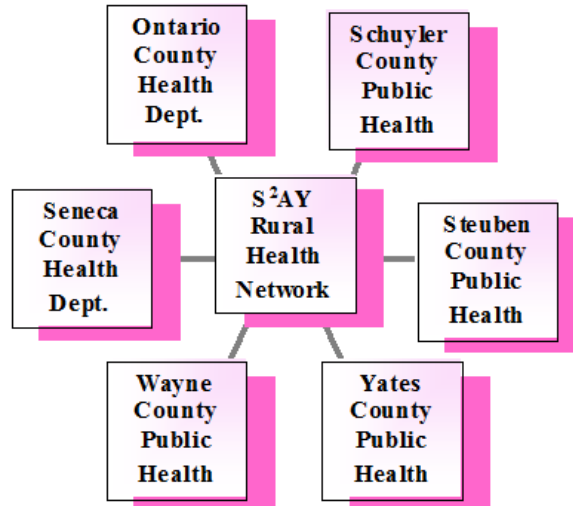 Ontario
County
Health
Dept.
Schuyler
County
Public
Health
Seneca
County
Health
Dept.
S²AY
Rural
Health
Network
Steuben
County
Public
Health
Wayne
County
Public
Health
Yates
County
Public
Health